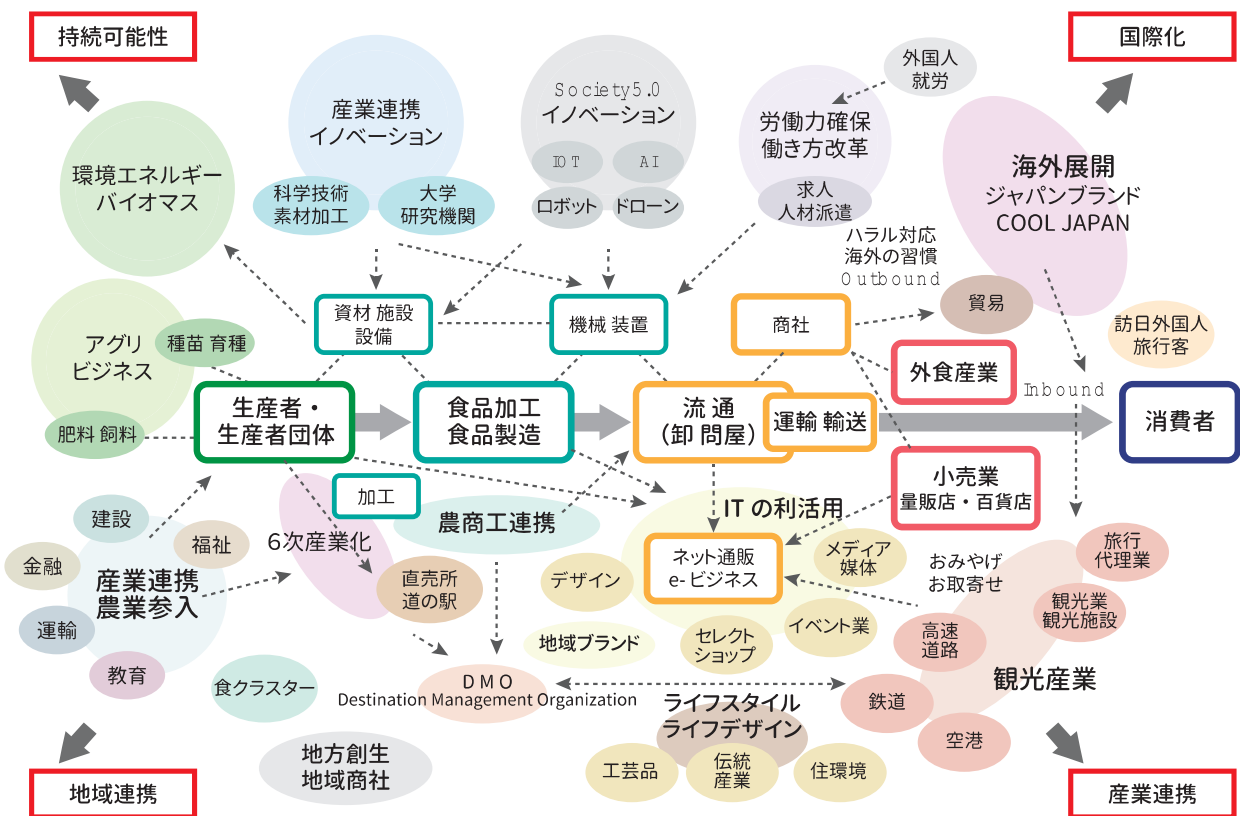 持続可能性
国際化
産業連携
イノベーション
Society5.0
イノベーション
外国人
就労
労働力確保
働き方改革
環境エネルギー
バイオマス
科学技術
素材加工
大学
研究機関
IOT
AI
ロボット
ドローン
求人
人材派遣
海外展開
ジャパンブランド
COOL JAPAN
ハラル対応
海外の習慣
Outbound
貿易
訪日外国人
旅行客
アグリ
ビジネス
種苗 育種
肥料 飼料
資材 施設
設備
機械 装置
商社
外食産業
Inbound
生産者・
生産者団体
食品加工
食品製造
流 通
（卸 問屋）
運輸 輸送
消費者
小売業
量販店・百貨店
加工
農商工連携
6次産業化
IT の利活用
ネット通販
e-ビジネス
メディア
媒体
デザイン
直売所
道の駅
建設
福祉
金融
産業連携
農業参入
運輸
教育
おみやげ
お取寄せ
旅行
代理業
観光業
観光施設
高速
道路
イベント業
セレクト
ショップ
地域ブランド
食クラスター
DMO
Destination Management Organization
観光産業
鉄道
空港
ライフスタイル
ライフデザイン
工芸品
伝統
産業
住環境
地方創生
地域商社
地域連携
産業連携